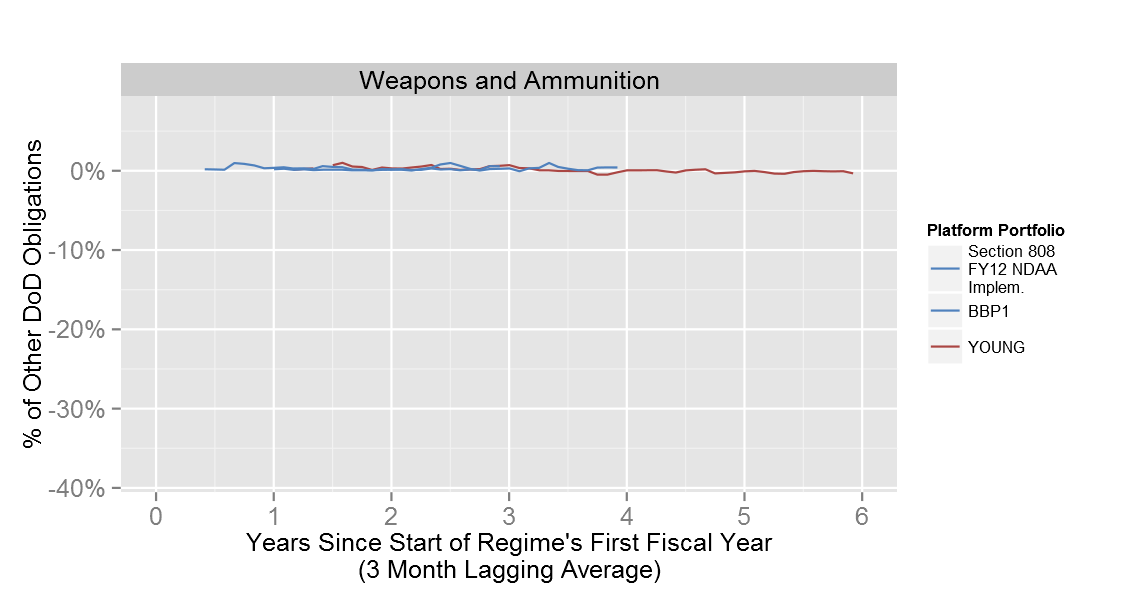 Weapons and Ammunition
% of Other DoD Obligations
0%
-10%
-20%
-30%
-40%
0 1 2 3 4 5 6
Years Since Start of Regime's First Fiscal Year
(3 Month Lagging Average)
Platform Portfolio
Section 808
FY12 NDAA
Implem.
BBP1
YOUNG